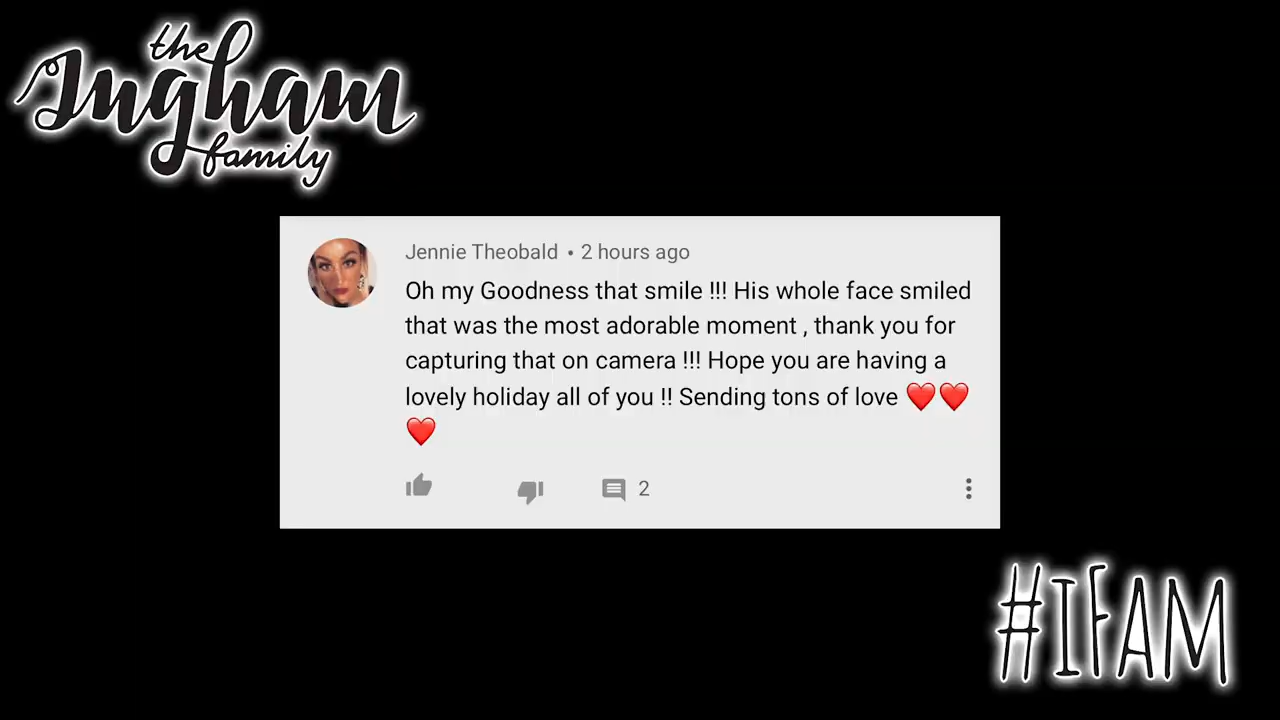 the
Ingham
family
Jennie Theobald • 2 hours ago
Oh my Goodness that smile !!! His whole face smiled
that was the most adorable moment , thank you for
capturing that on camera !!! Hope you are having a
lovely holiday all of you !! Sending tons of love ❤️❤️
❤️
2
#IFAM